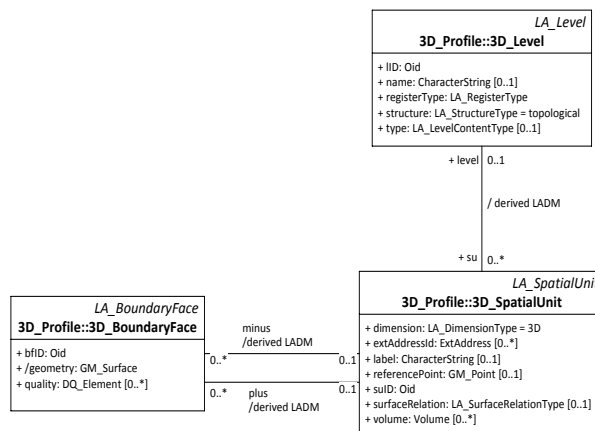 LA_Level
3D_Profile::3D_Level
+ lID: Oid
+ name: CharacterString [0..1]
+ registerType: LA_RegisterType
+ structure: LA_StructureType = topological
+ type: LA_LevelContentType [0..1]
+ level 0..1
/ derived LADM
+ su 0..*
LA_SpatialUnit
3D_Profile::3D_SpatialUnit
+ dimension: LA_DimensionType = 3D
+ extAddressId: ExtAddress [0..*]
+ label: CharacterString [0..1]
+ referencePoint: GM_Point [0..1]
+ suID: Oid
+ surfaceRelation: LA_SurfaceRelationType [0..1]
+ volume: Volume [0..*]
LA_BoundaryFace
3D_Profile::3D_BoundaryFace
+ bfID: Oid
+ /geometry: GM_Surface
+ quality: DQ_Element [0..*]
minus
/derived LADM
0..* 0..1
0..* 0..1
plus
/derived LADM